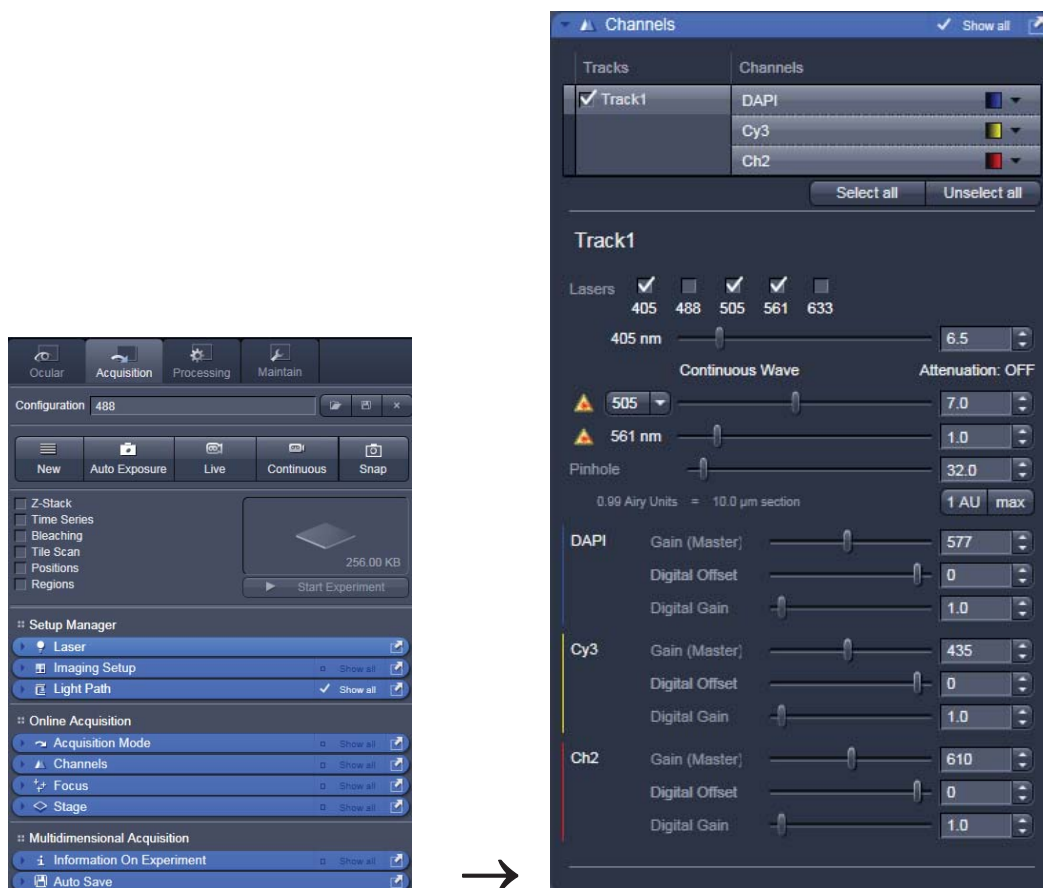 Ocular Acquisition Processing Maintain
Configuration 488
New Auto Exposure Live Continuous Snap
Z-Stack
Time Series
Bleaching
Tile Scan
Positions
Regions
256.00 KB
Start Experiment
Setup Manager
Laser
Imaging Setup Show all
Light Path Show all
Online Acquisition
Acquisition Mode Show all
Channels Show all
Focus Show all
Stage Show all
Multidimensional Acquisition
Information On Experiment Show all
Auto Save
→
Channels Show all
Tracks Channels
Track1 DAPI
Cy3
Ch2
Select all Unselect all
Track1
Lasers
405 488 505 561 633
405 nm 6.5
Continuous Wave Attenuation: OFF
505 7.0
561 nm 1.0
Pinhole 32.0
0.99 Airy Units = 10.0 µm section 1 AU max
DAPI Gain (Master) 577
Digital Offset 0
Digital Gain 1.0
Cy3 Gain (Master) 435
Digital Offset 0
Digital Gain 1.0
Ch2 Gain (Master) 610
Digital Offset 0
Digital Gain 1.0